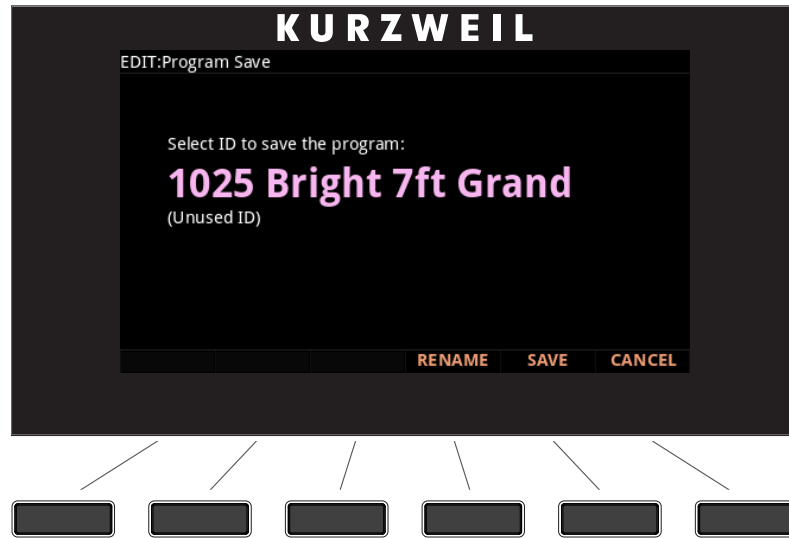 KURZWEIL
EDIT:Program Save
Select ID to save the program:
1025 Bright 7ft Grand
(Unused ID)
RENAME SAVE CANCEL